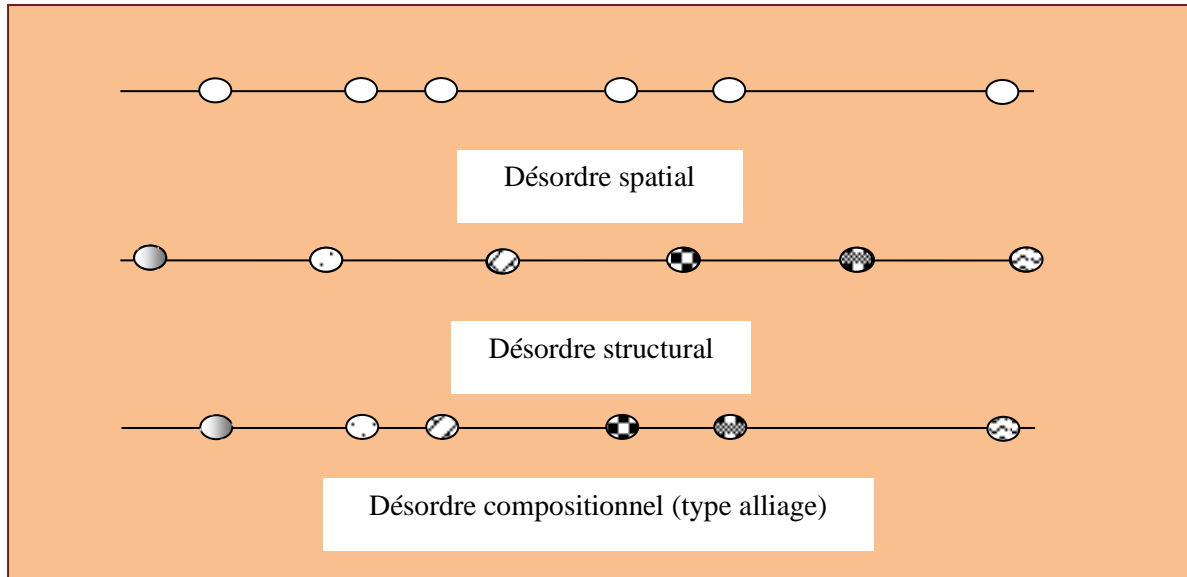 Désordre spatial
Désordre structural
Désordre compositionnel (type alliage)